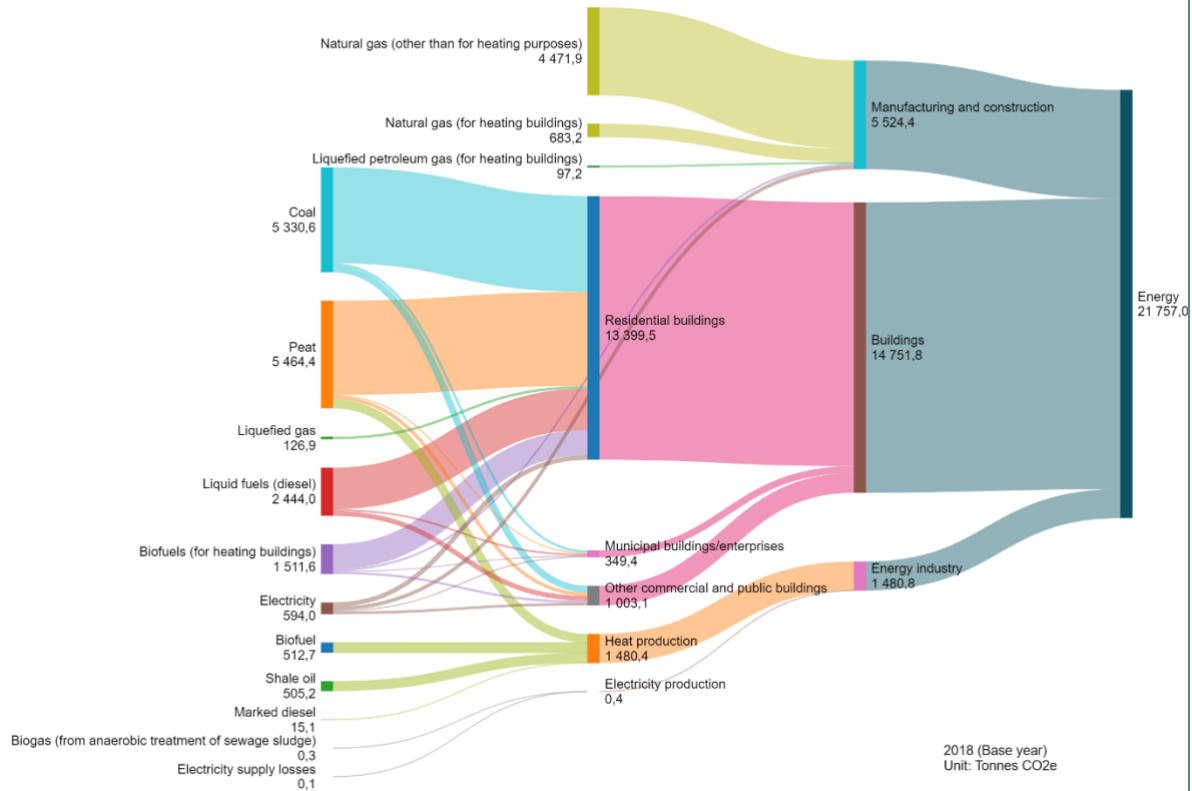 Natural gas (other than for heating purposes)
4 471,9
Natural gas (for heating buildings)
683,2
Liquefied petroleum gas (for heating buildings)
97,2
Coal
5 330,6
Peat
5 464,4
Liquefied gas
126,9
Liquid fuels (diesel)
2 444,0
Biofuels (for heating buildings)
1 511,6
Electricity
594,0
Biofuel
512,7
Shale oil
505,2
Marked diesel
15,1
Biogas (from anaerobic treatment of sewage sludge)
0,3
Electricity supply losses
0,1
Residential buildings
13 399,5
Municipal buildings/enterprises
349,4
Other commercial and public buildings
1 003,1
Heat production
1 480,4
Electricity production
0,4
Manufacturing and construction
5 524,4
Buildings
14 751,8
Energy industry
1 480,8
Energy
21 757,0
2018 (Base year)
Unit: Tonnes CO2e